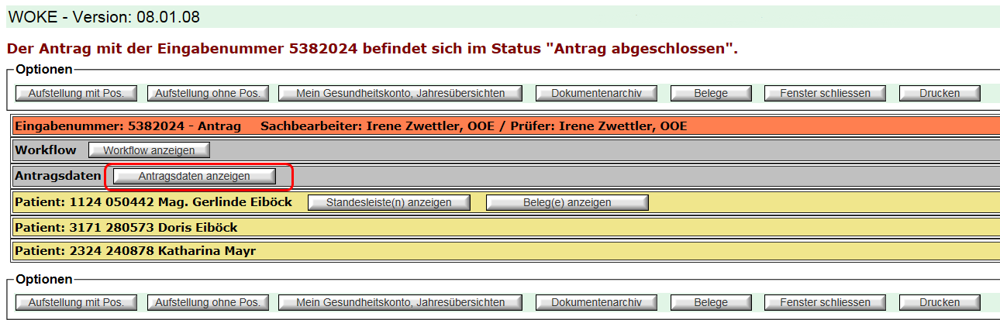 WOKE - Version: 08.01.08
Der Antrag mit der Eingabenummer 5382024 befindet sich im Status "Antrag abgeschlossen".
Optionen
Aufstellung mit Pos. Aufstellung ohne Pos. Mein Gesundheitskonto, Jahresübersichten Dokumentenarchiv Belege Fenster schliessen Drucken
Eingabenummer: 5382024 - Antrag Sachbearbeiter: Irene Zwettler, OOE / Prüfer: Irene Zwettler, OOE
Workflow Workflow anzeigen
Antragsdaten Antragsdaten anzeigen
Patient: 1124 050442 Mag. Gerlinde Eiböck Standesleiste(n) anzeigen Beleg(e) anzeigen
Patient: 3171 280573 Doris Eiböck
Patient: 2324 240878 Katharina Mayr
Optionen
Aufstellung mit Pos. Aufstellung ohne Pos. Mein Gesundheitskonto, Jahresübersichten Dokumentenarchiv Belege Fenster schliessen Drucken